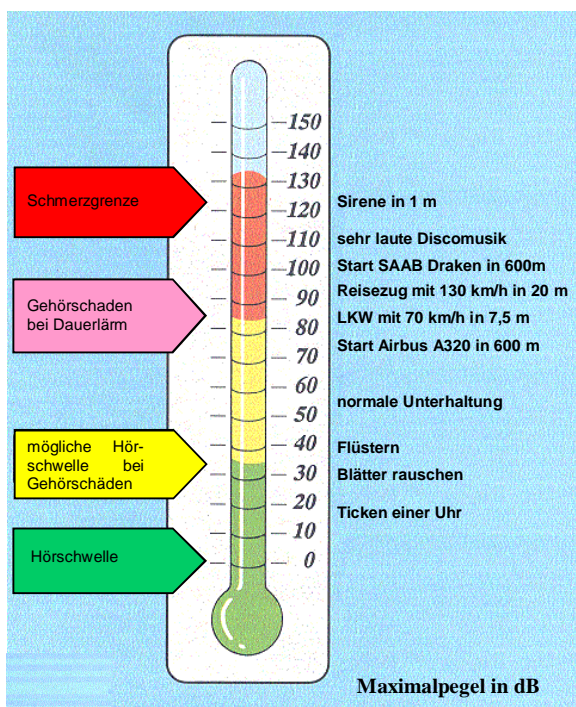 150
140
130
Schmerzgrenze
120
Sirene in 1 m
110
sehr laute Discomusik
100
Start SAAB Draken in 600m
90
Reisezug mit 130 km/h in 20 m
Gehörschaden
bei Dauerlärm
80
LKW mit 70 km/h in 7,5 m
70
Start Airbus A320 in 600 m
60
50
normale Unterhaltung
40
Flüstern
mögliche Hör-
schwelle bei
Gehörschäden
30
Blätter rauschen
20
Ticken einer Uhr
10
Hörschwelle
0
Maximalpegel in dB